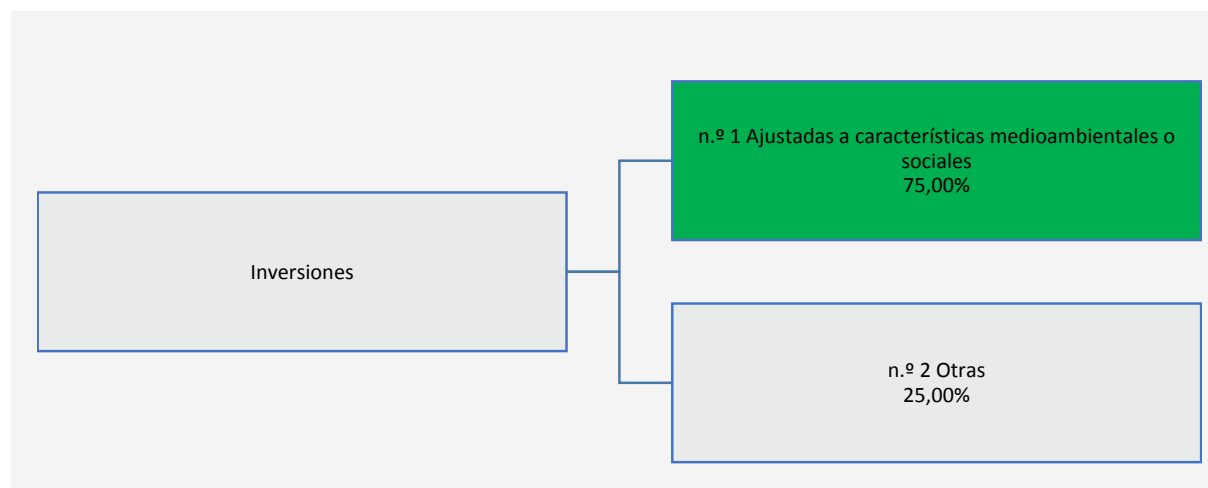 n.º 1 Ajustadas a características medioambientales o
sociales
75,00%
Inversiones
n.º 2 Otras
25,00%